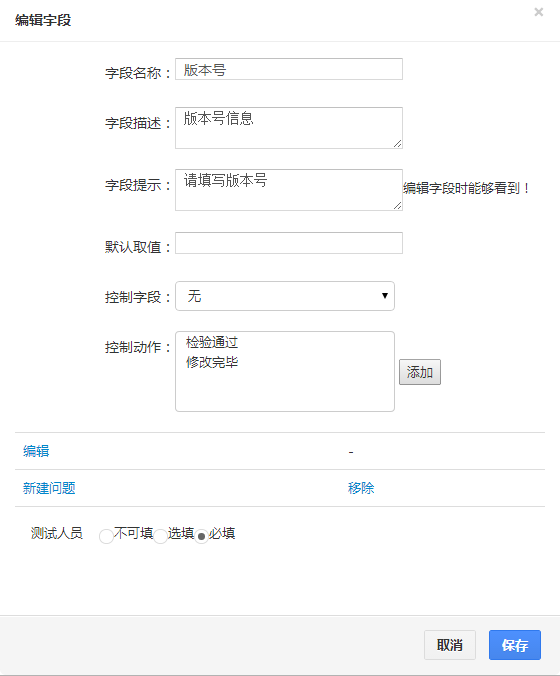 编辑字段
×
字段名称：
版本号
字段描述：
版本号信息
字段提示：
请填写版本号
编辑字段时能够看到！
默认取值：
控制字段：
无
控制动作：
检验通过
修改完毕
添加
编辑
-
新建问题
移除
测试人员 不可填 选填 必填
取消
保存